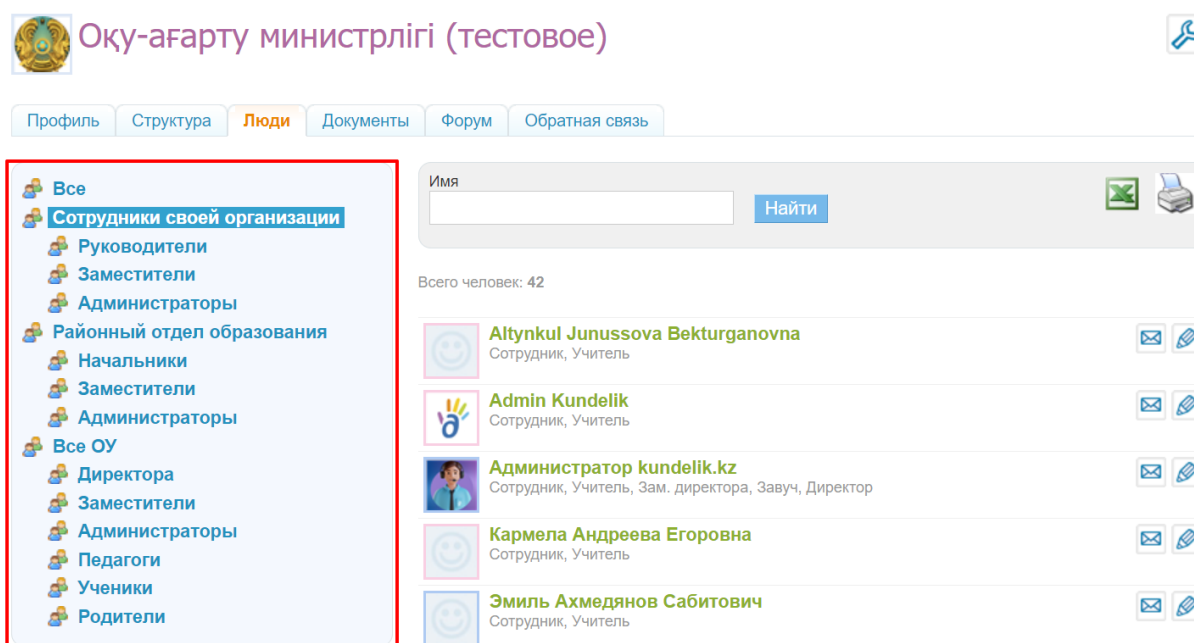 Оқу-ағарту министрлігі (тестовое)
Профиль Структура Люди Документы Форум Обратная связь
Все
Сотрудники своей организации
Руководители
Заместители
Администраторы
Районный отдел образования
Начальники
Заместители
Администраторы
Все ОУ
Директора
Заместители
Администраторы
Педагоги
Ученики
Родители
Имя
Найти
Всего человек: 42
Altynkul Junussova Bekturganovna
Сотрудник, Учитель
Admin Kundelik
Сотрудник, Учитель
Администратор kundelik.kz
Сотрудник, Учитель, Зам. директора, Завуч, Директор
Кармела Андреева Егоровна
Сотрудник, Учитель
Эмиль Ахмедянов Сабитович
Сотрудник, Учитель